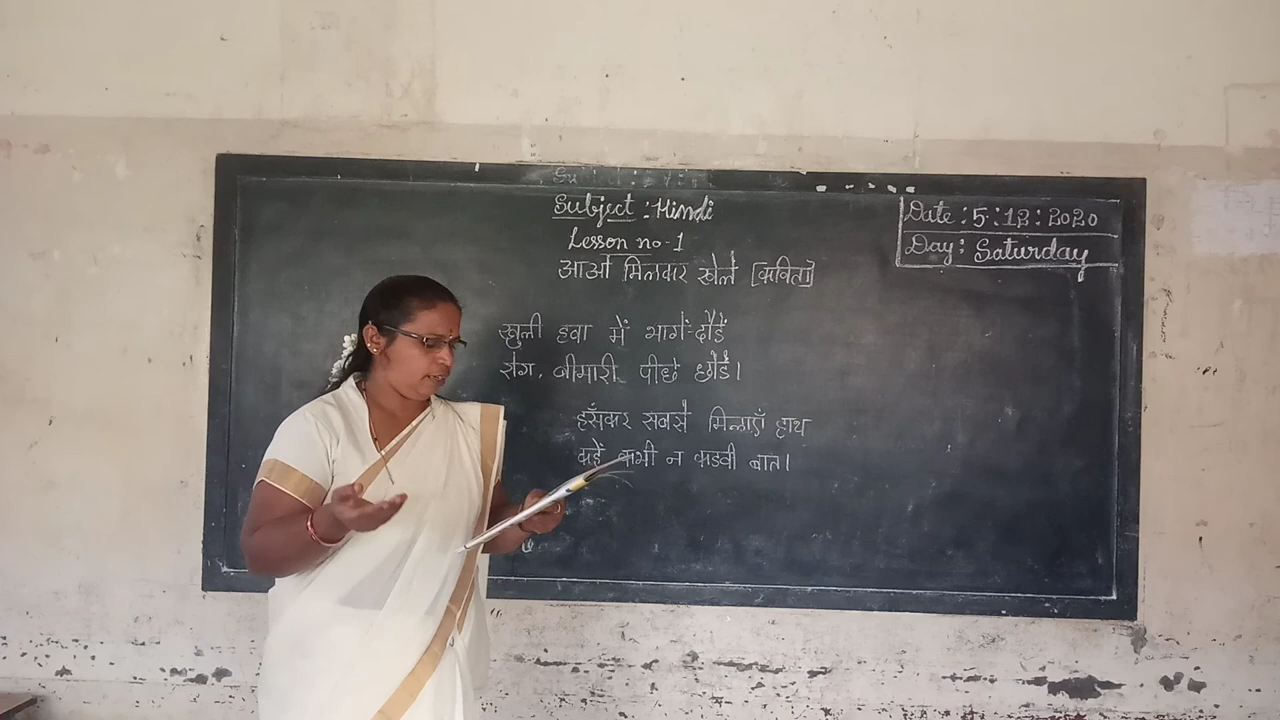 Subject : Hindi
Lesson no-1
आओ मिलकर खेलें [कविता]
Date : 5 : 12 : 2020
Day : Saturday
खुली हवा में भागें-दौड़ें
रोग, बीमारी पीछे छोड़ें।
हँसकर सबसे मिलाएँ हाथ
कहें कभी न कडवी बात।